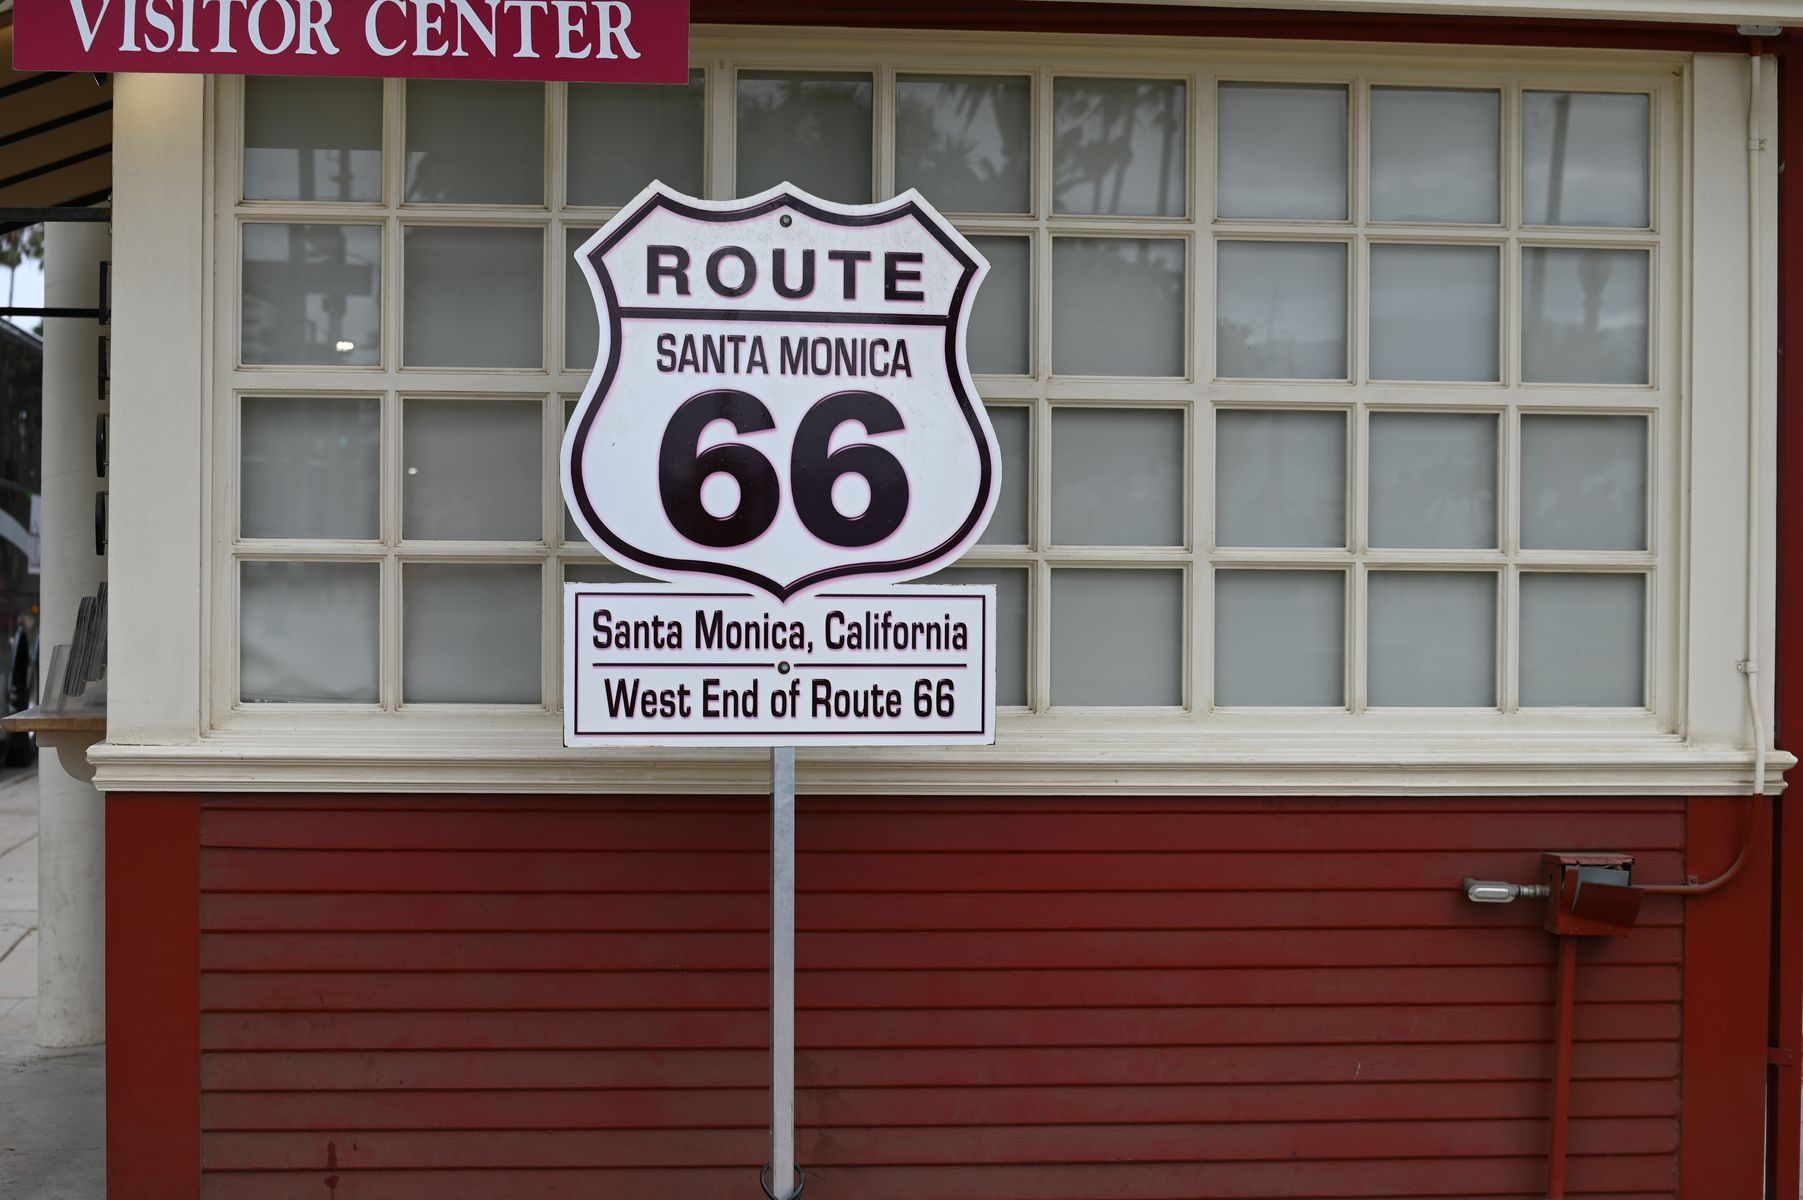 VISITOR CENTER
ROUTE
SANTA MONICA
66
Santa Monica, California
West End of Route 66